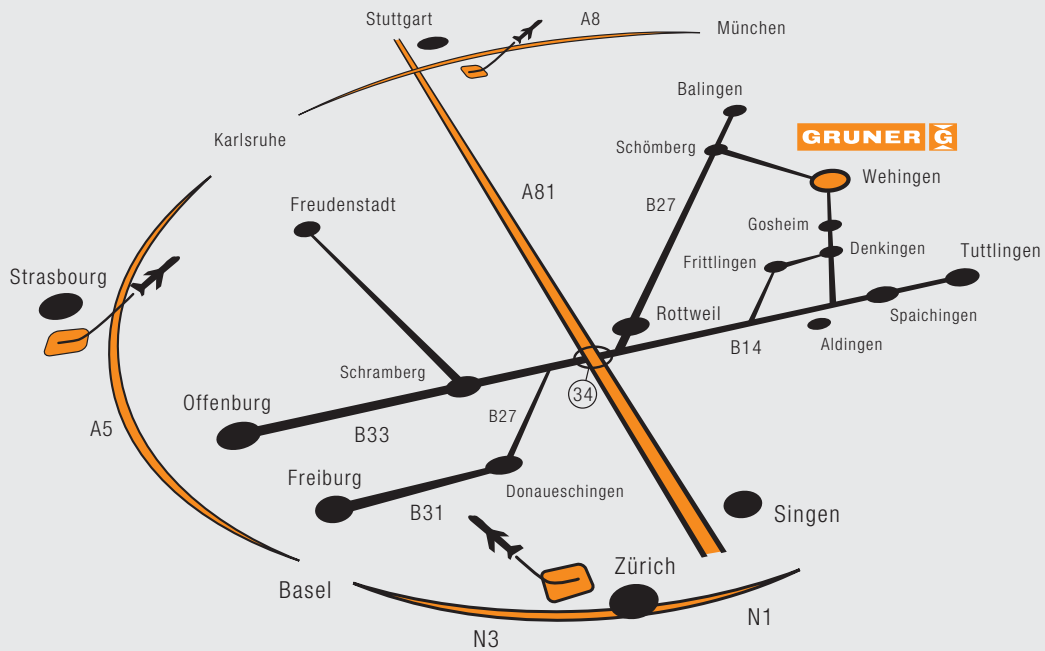 Stuttgart
A8
München
Balingen
Karlsruhe
Schömberg
GRUNER G
Wehingen
A81
Freudenstadt
B27
Gosheim
Denkingen
Tuttlingen
Frittlingen
Strasbourg
Rottweil
Spaichingen
B14
Aldingen
Schramberg
34
Offenburg
B27
A5
B33
Freiburg
Donaueschingen
B31
Singen
Zürich
Basel
N1
N3